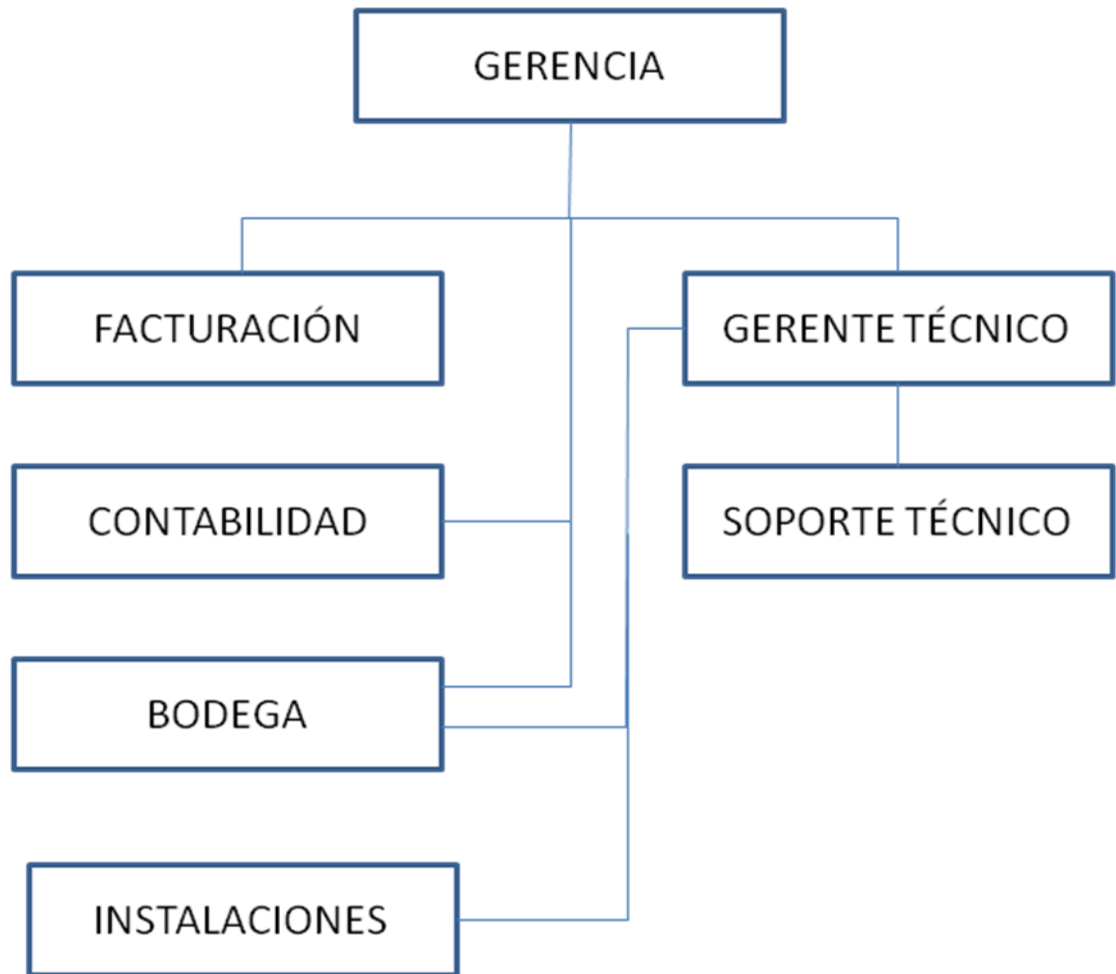 GERENCIA
FACTURACIÓN
GERENTE TÉCNICO
CONTABILIDAD
SOPORTE TÉCNICO
BODEGA
INSTALACIONES